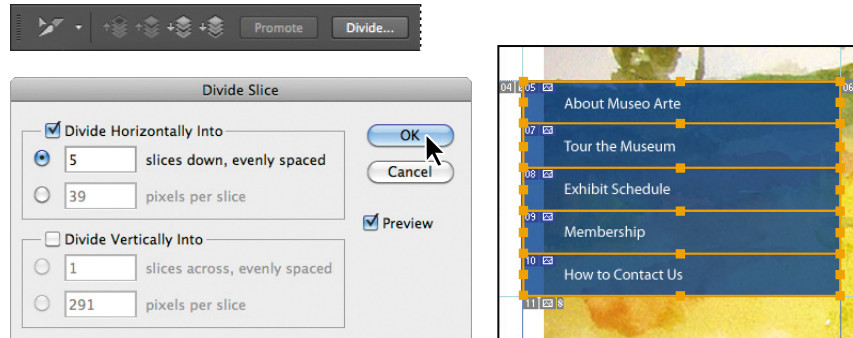 Promote Divide...
Divide Slice
Divide Horizontally Into
5 slices down, evenly spaced
39 pixels per slice
Divide Vertically Into
1 slices across, evenly spaced
291 pixels per slice
OK
Cancel
Preview
04 05 06
About Museo Arte
07
Tour the Museum
08
Exhibit Schedule
09
Membership
10
How to Contact Us
11